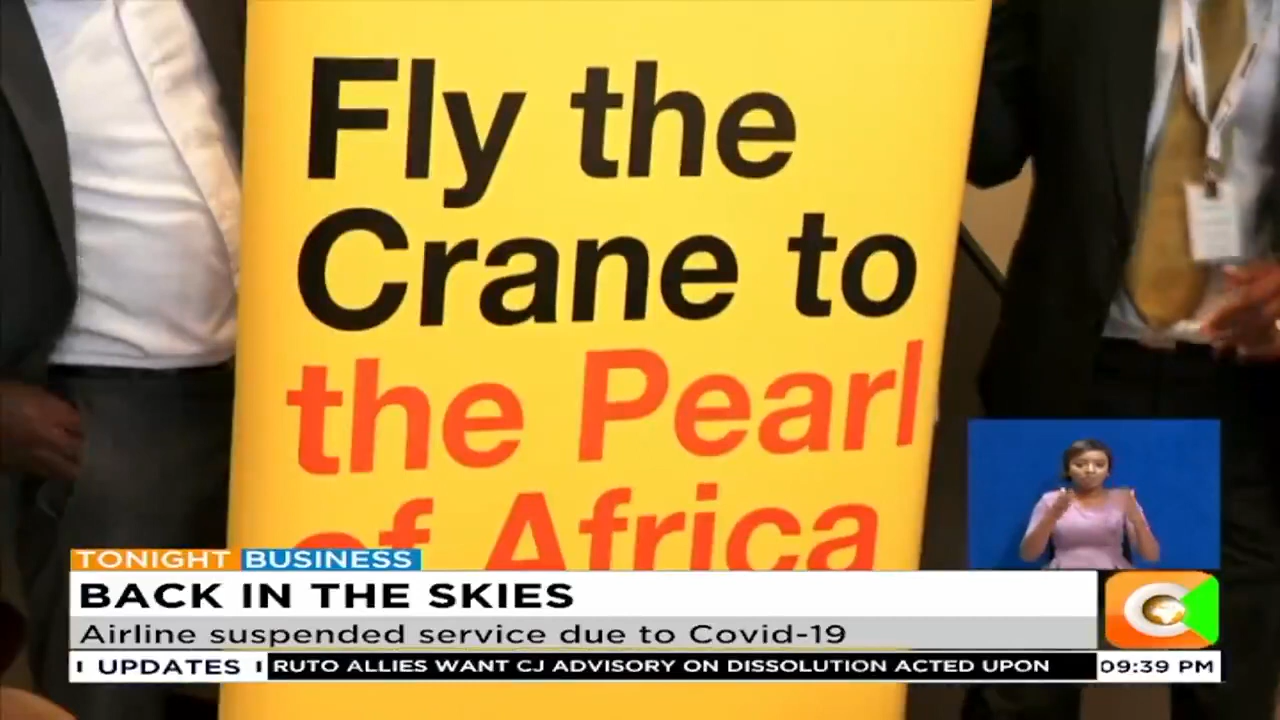 Fly the
Crane to
the Pearl
of Africa
TONIGHT BUSINESS
BACK IN THE SKIES
Airline suspended service due to Covid-19
UPDATES RUTO ALLIES WANT CJ ADVISORY ON DISSOLUTION ACTED UPON 09:39 PM